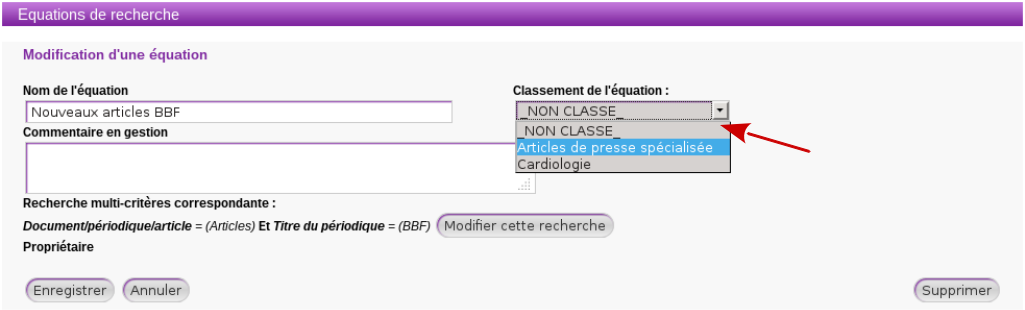 Equations de recherche
Modification d'une équation
Nom de l'équation
Classement de l'équation :
Nouveaux articles BBF
_NON CLASSE_
Commentaire en gestion
_NON CLASSE_
Articles de presse spécialisée
Cardiologie
Recherche multi-critères correspondante :
Document/périodique/article = (Articles) Et Titre du périodique = (BBF) Modifier cette recherche
Propriétaire
Enregistrer Annuler Supprimer